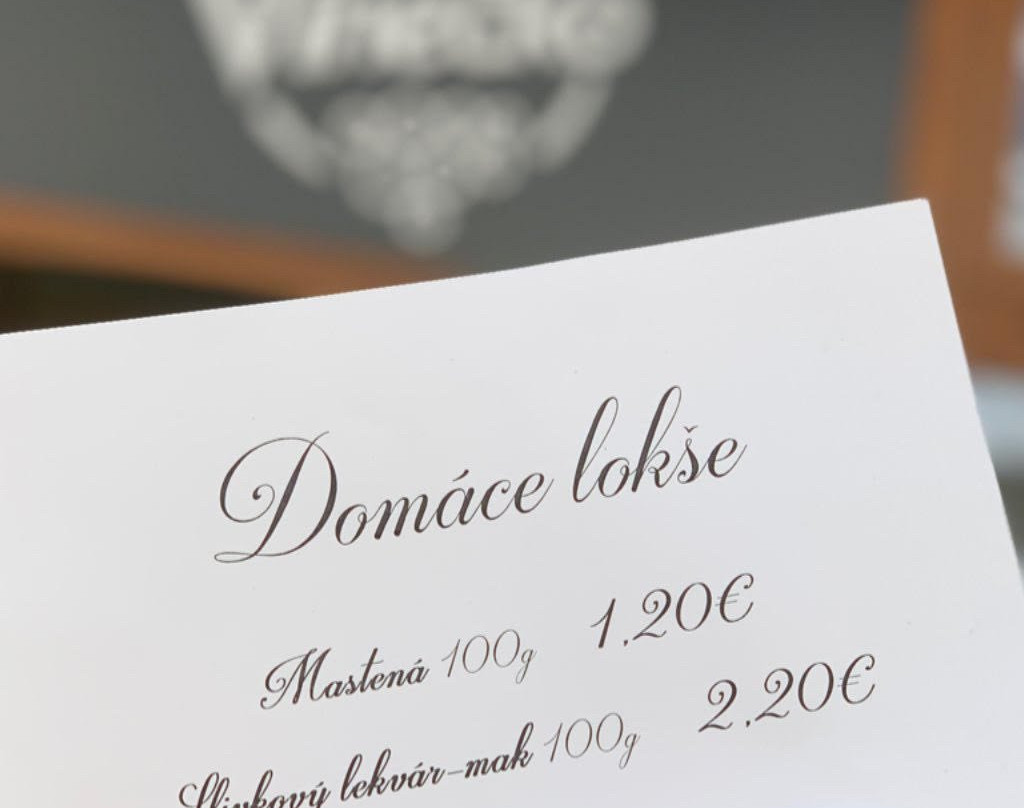 Domáce lokše
Mastená 100g 1,20€
Slivkový lekvár-mak 100g 2,20€